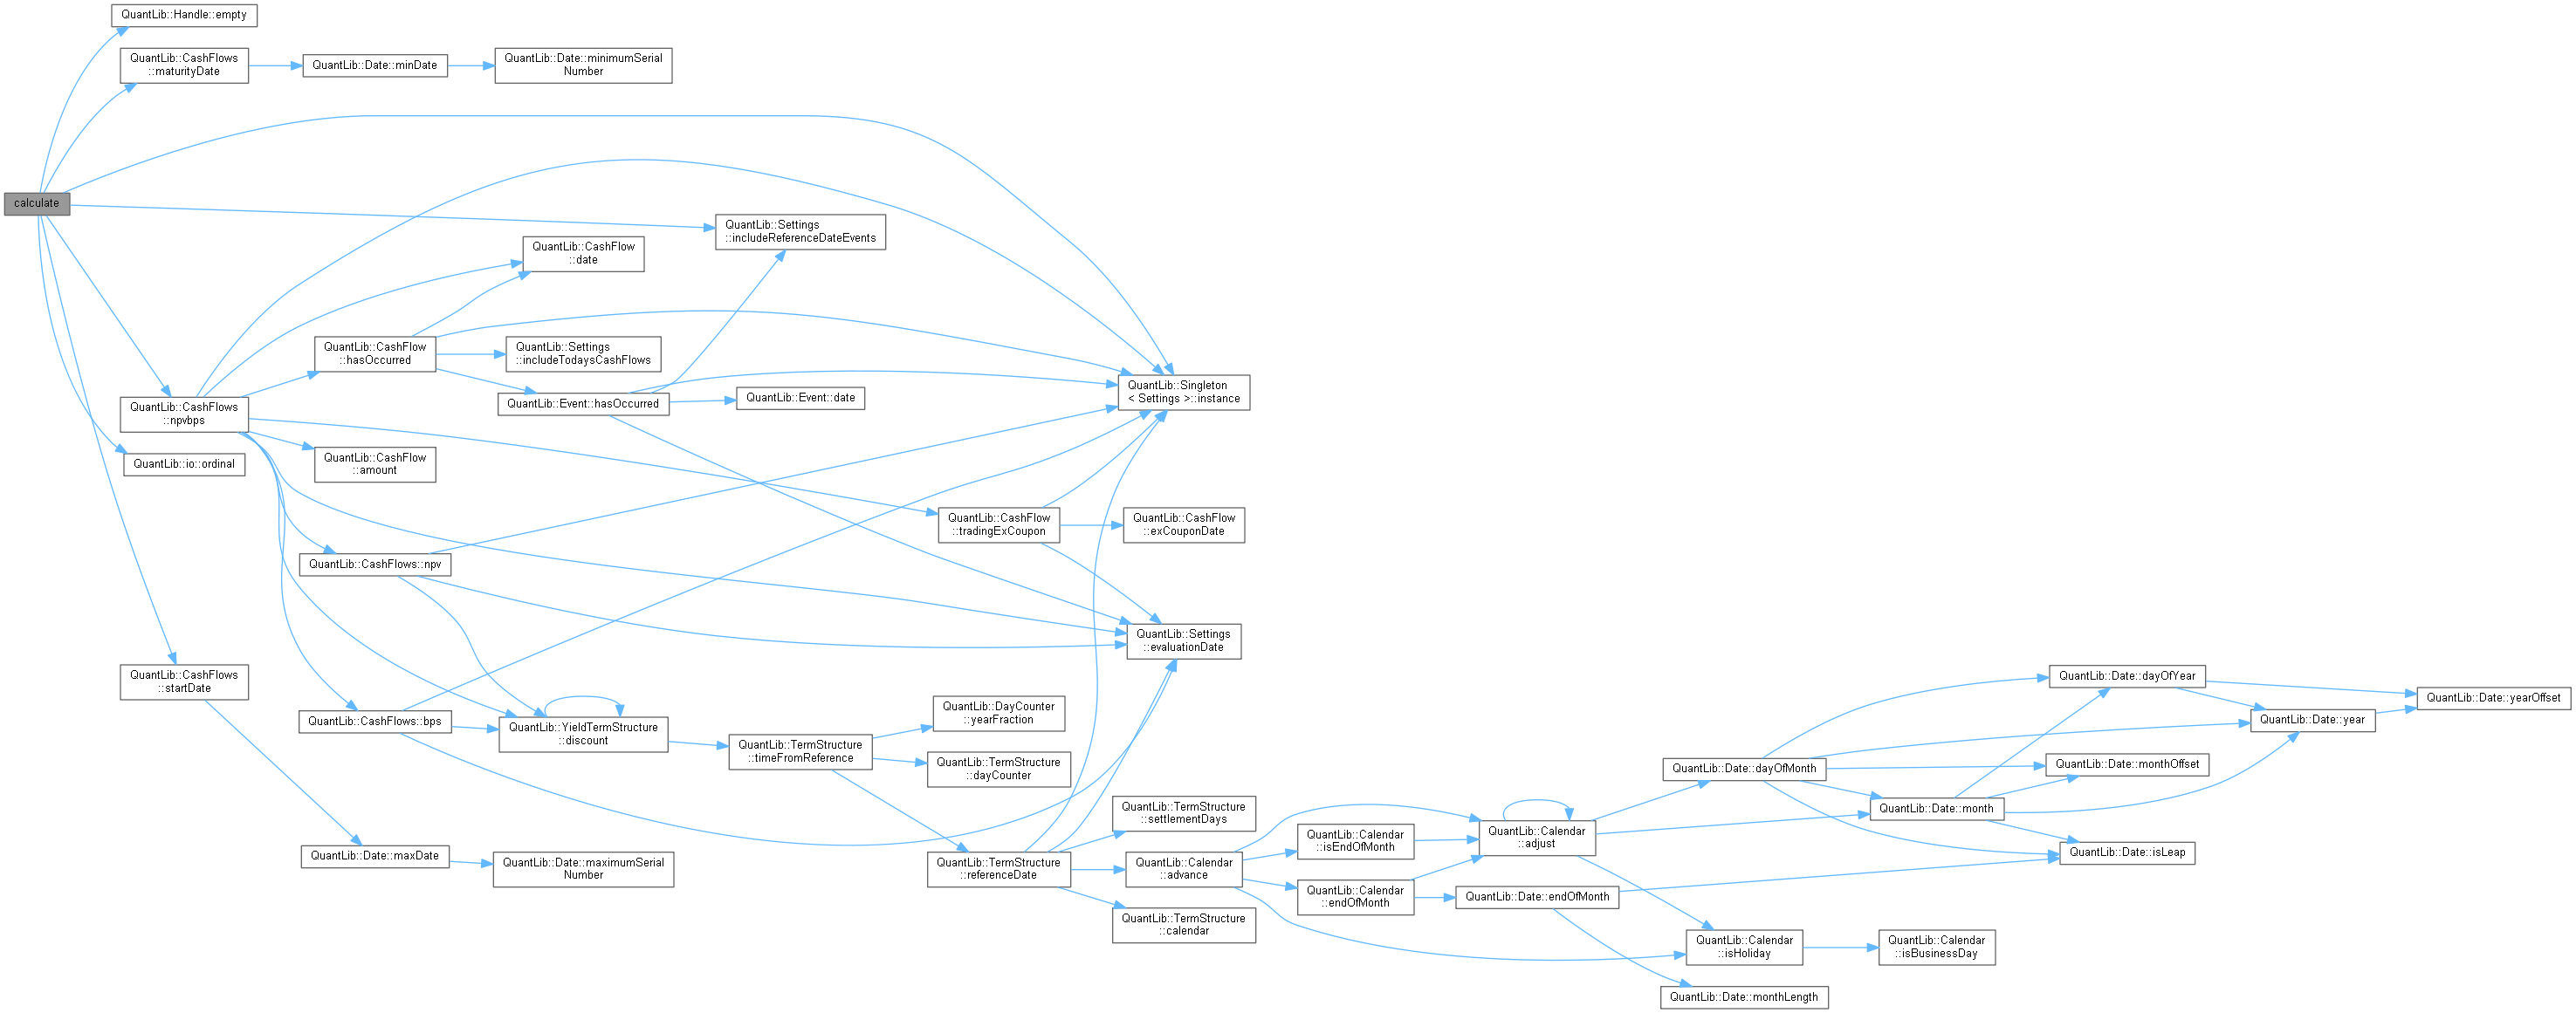 QuantLib::Handle::empty
QuantLib::CashFlows
::maturityDate
QuantLib::Date::minDate
QuantLib::Date::minimumSerial
Number
calculate
QuantLib::Settings
::includeReferenceDateEvents
QuantLib::CashFlow
::date
QuantLib::CashFlow
::hasOccurred
QuantLib::Settings
::includeTodaysCashFlows
QuantLib::Singleton
< Settings >::instance
QuantLib::Event::hasOccurred
QuantLib::Event::date
QuantLib::CashFlows
::npvbps
QuantLib::io::ordinal
QuantLib::CashFlow
::amount
QuantLib::CashFlow
::tradingExCoupon
QuantLib::CashFlow
::exCouponDate
QuantLib::CashFlows::npv
QuantLib::Settings
::evaluationDate
QuantLib::CashFlows
::startDate
QuantLib::CashFlows::bps
QuantLib::YieldTermStructure
::discount
QuantLib::DayCounter
::yearFraction
QuantLib::TermStructure
::timeFromReference
QuantLib::TermStructure
::dayCounter
QuantLib::Date::dayOfYear
QuantLib::Date::yearOffset
QuantLib::Date::year
QuantLib::Date::dayOfMonth
QuantLib::Date::monthOffset
QuantLib::Date::month
QuantLib::TermStructure
::settlementDays
QuantLib::Calendar
::isEndOfMonth
QuantLib::Calendar
::adjust
QuantLib::Date::isLeap
QuantLib::Date::maxDate
QuantLib::Date::maximumSerial
Number
QuantLib::TermStructure
::referenceDate
QuantLib::Calendar
::advance
QuantLib::Calendar
::endOfMonth
QuantLib::Date::endOfMonth
QuantLib::TermStructure
::calendar
QuantLib::Calendar
::isHoliday
QuantLib::Calendar
::isBusinessDay
QuantLib::Date::monthLength